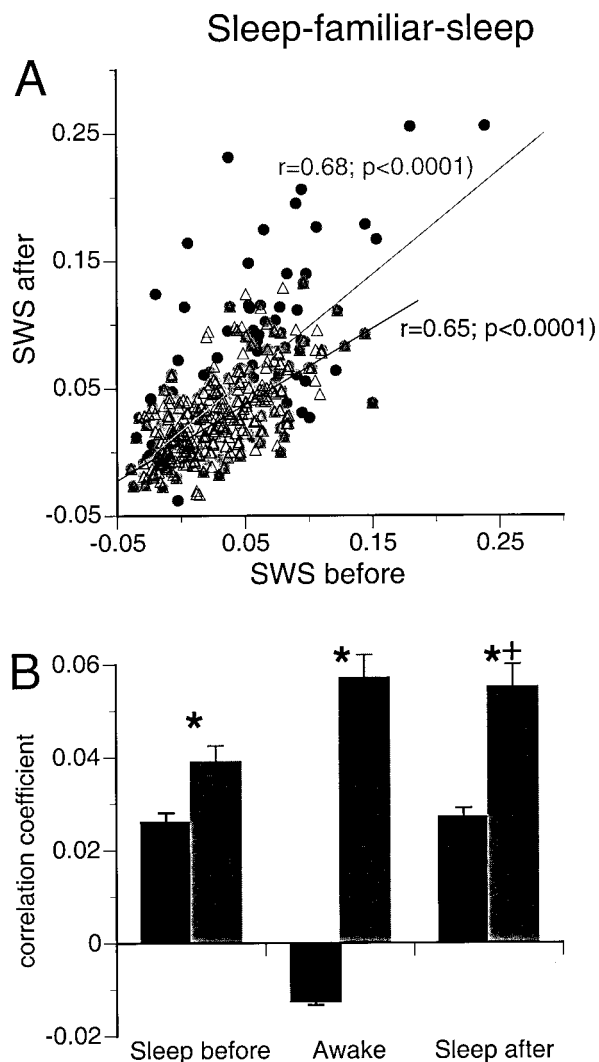 Sleep-familiar-sleep
A
0.25
r=0.68; p<0.0001)
0.15
SWS after
r=0.65; p<0.0001)
0.05
-0.05
-0.05 0.05 0.15 0.25
SWS before
B
0.06
* * *+
0.04
correlation coefficient
0.02
0
-0.02
Sleep before Awake Sleep after